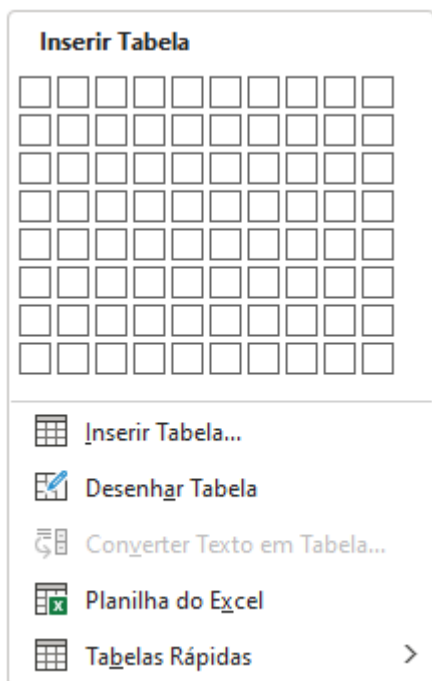 Inserir Tabela
Inserir Tabela...
Desenhar Tabela
Converter Texto em Tabela...
Planilha do Excel
Tabelas Rápidas